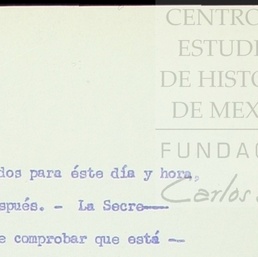 CENTRO
ESTUDI
DE HISTO
DE MEX
FUNDAC
Carlos
dos para éste día y hora,
spués. - La Secre—
e comprobar que está —